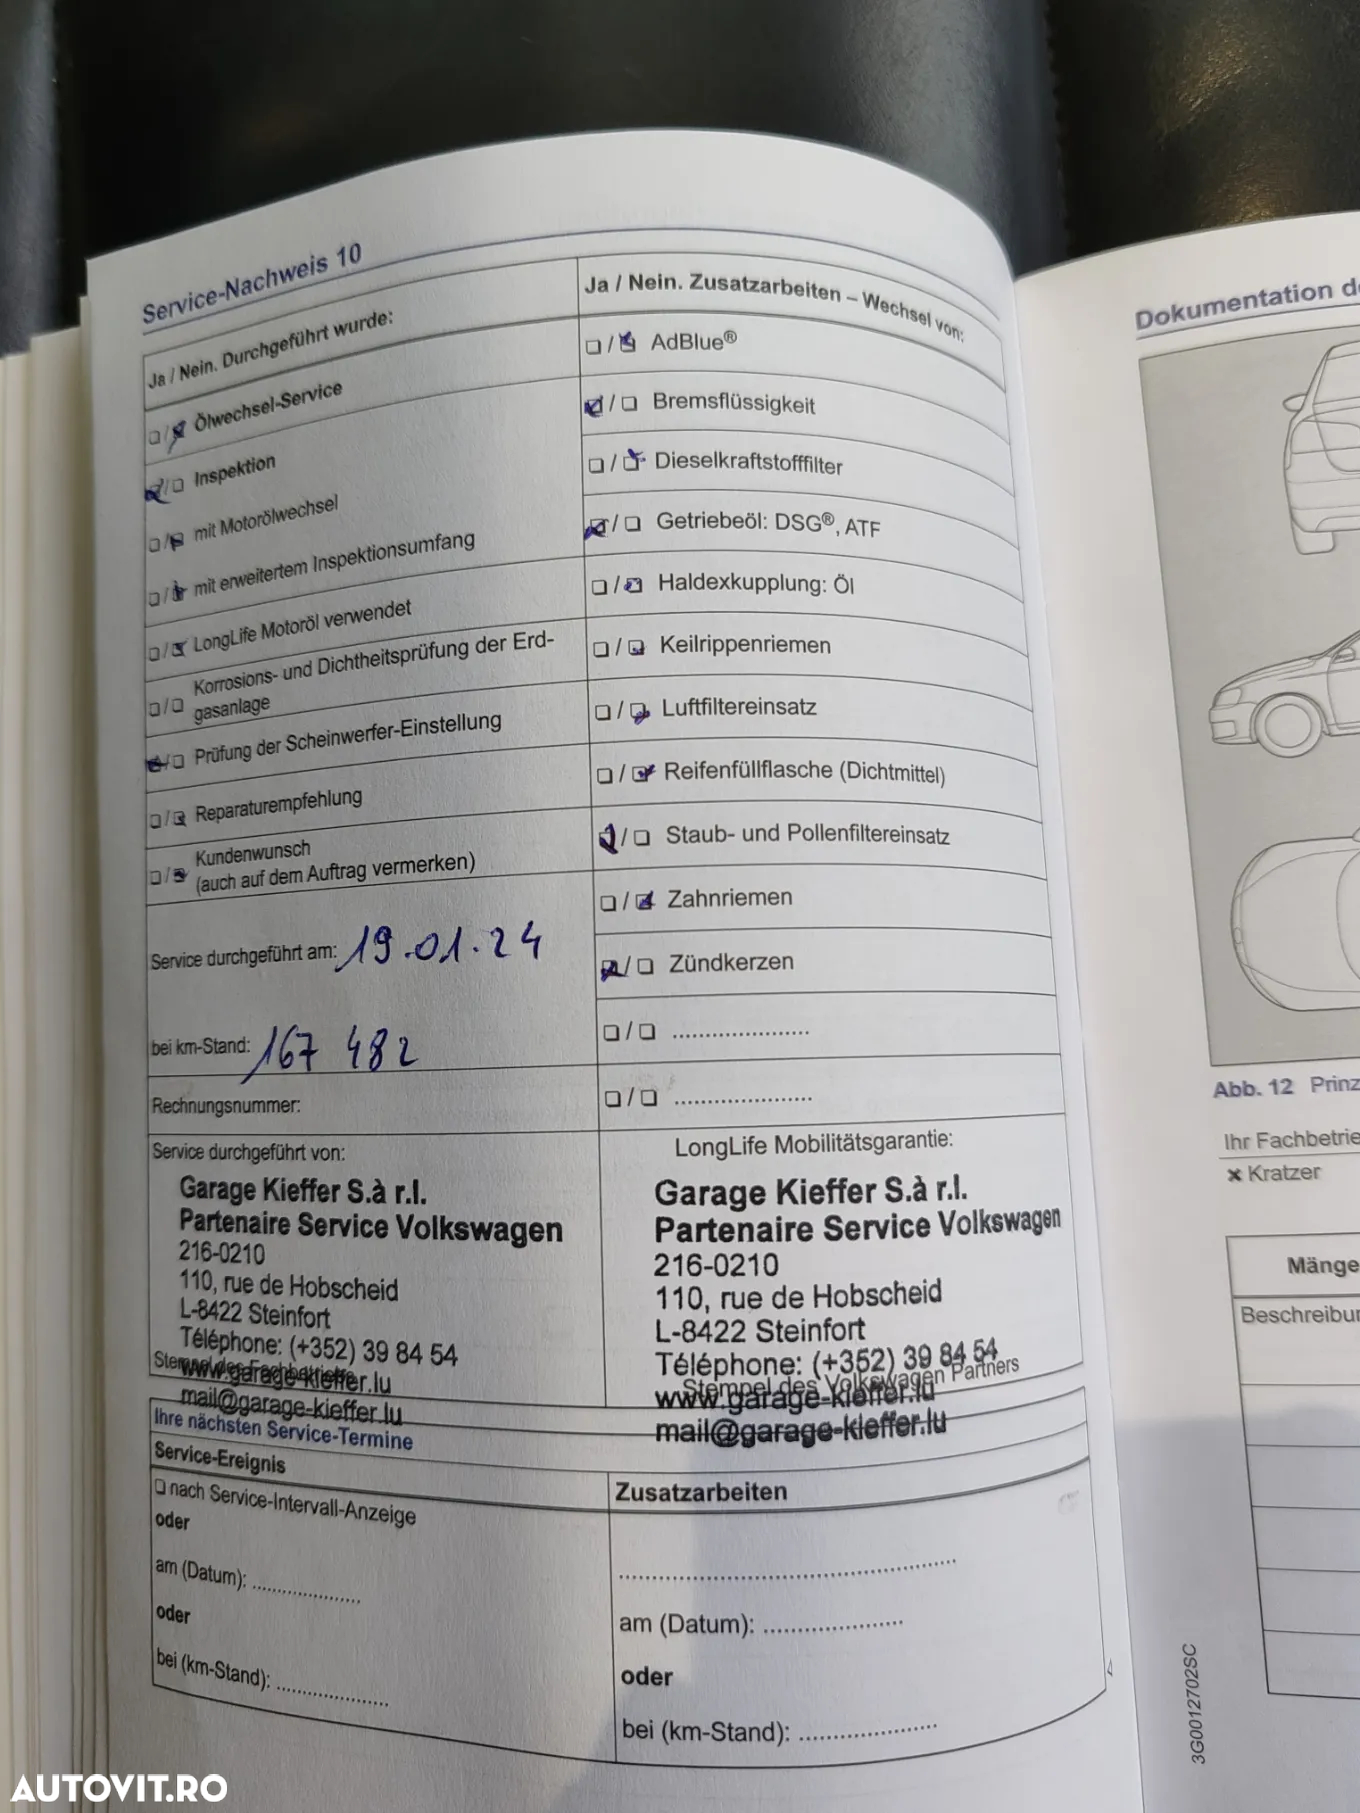 Service-Nachweis 10
Ja / Nein. Durchgeführt wurde:
Ölwechsel-Service
Inspektion
mit Motorölwechsel
mit erweitertem Inspektionsumfang
LongLife Motoröl verwendet
Korrosions- und Dichtheitsprüfung der Erd-
gasanlage
Prüfung der Scheinwerfer-Einstellung
Reparaturempfehlung
Kundenwunsch
(auch auf dem Auftrag vermerken)
Service durchgeführt am: 19.01.24
bei km-Stand: 167 482
Rechnungsnummer:
Ja / Nein. Zusatzarbeiten – Wechsel von:
AdBlue®
Bremsflüssigkeit
Dieselkraftstofffilter
Getriebeöl: DSG®, ATF
Haldexkupplung: Öl
Keilrippenriemen
Luftfiltereinsatz
Reifenfüllflasche (Dichtmittel)
Staub- und Pollenfiltereinsatz
Zahnriemen
Zündkerzen
Service durchgeführt von:
Garage Kieffer S.à r.l.
Partenaire Service Volkswagen
216-0210
110, rue de Hobscheid
L-8422 Steinfort
Téléphone: (+352) 39 84 54
Stempel des Fachbetriebs
www.garage-kieffer.lu
mail@garage-kieffer.lu
LongLife Mobilitätsgarantie:
Garage Kieffer S.à r.l.
Partenaire Service Volkswagen
216-0210
110, rue de Hobscheid
L-8422 Steinfort
Téléphone: (+352) 39 84 54
Stempel des Volkswagen Partners
www.garage-kieffer.lu
mail@garage-kieffer.lu
Ihre nächsten Service-Termine
Service-Ereignis
nach Service-Intervall-Anzeige
oder
am (Datum): ....................
oder
bei (km-Stand): ....................
Zusatzarbeiten
am (Datum): ....................
oder
bei (km-Stand): ....................
Dokumentation
Abb. 12 Prinz
Ihr Fachbetrie
Kratzer
Mänge
Beschreibu
3G0012702SC
AUTOVIT.RO